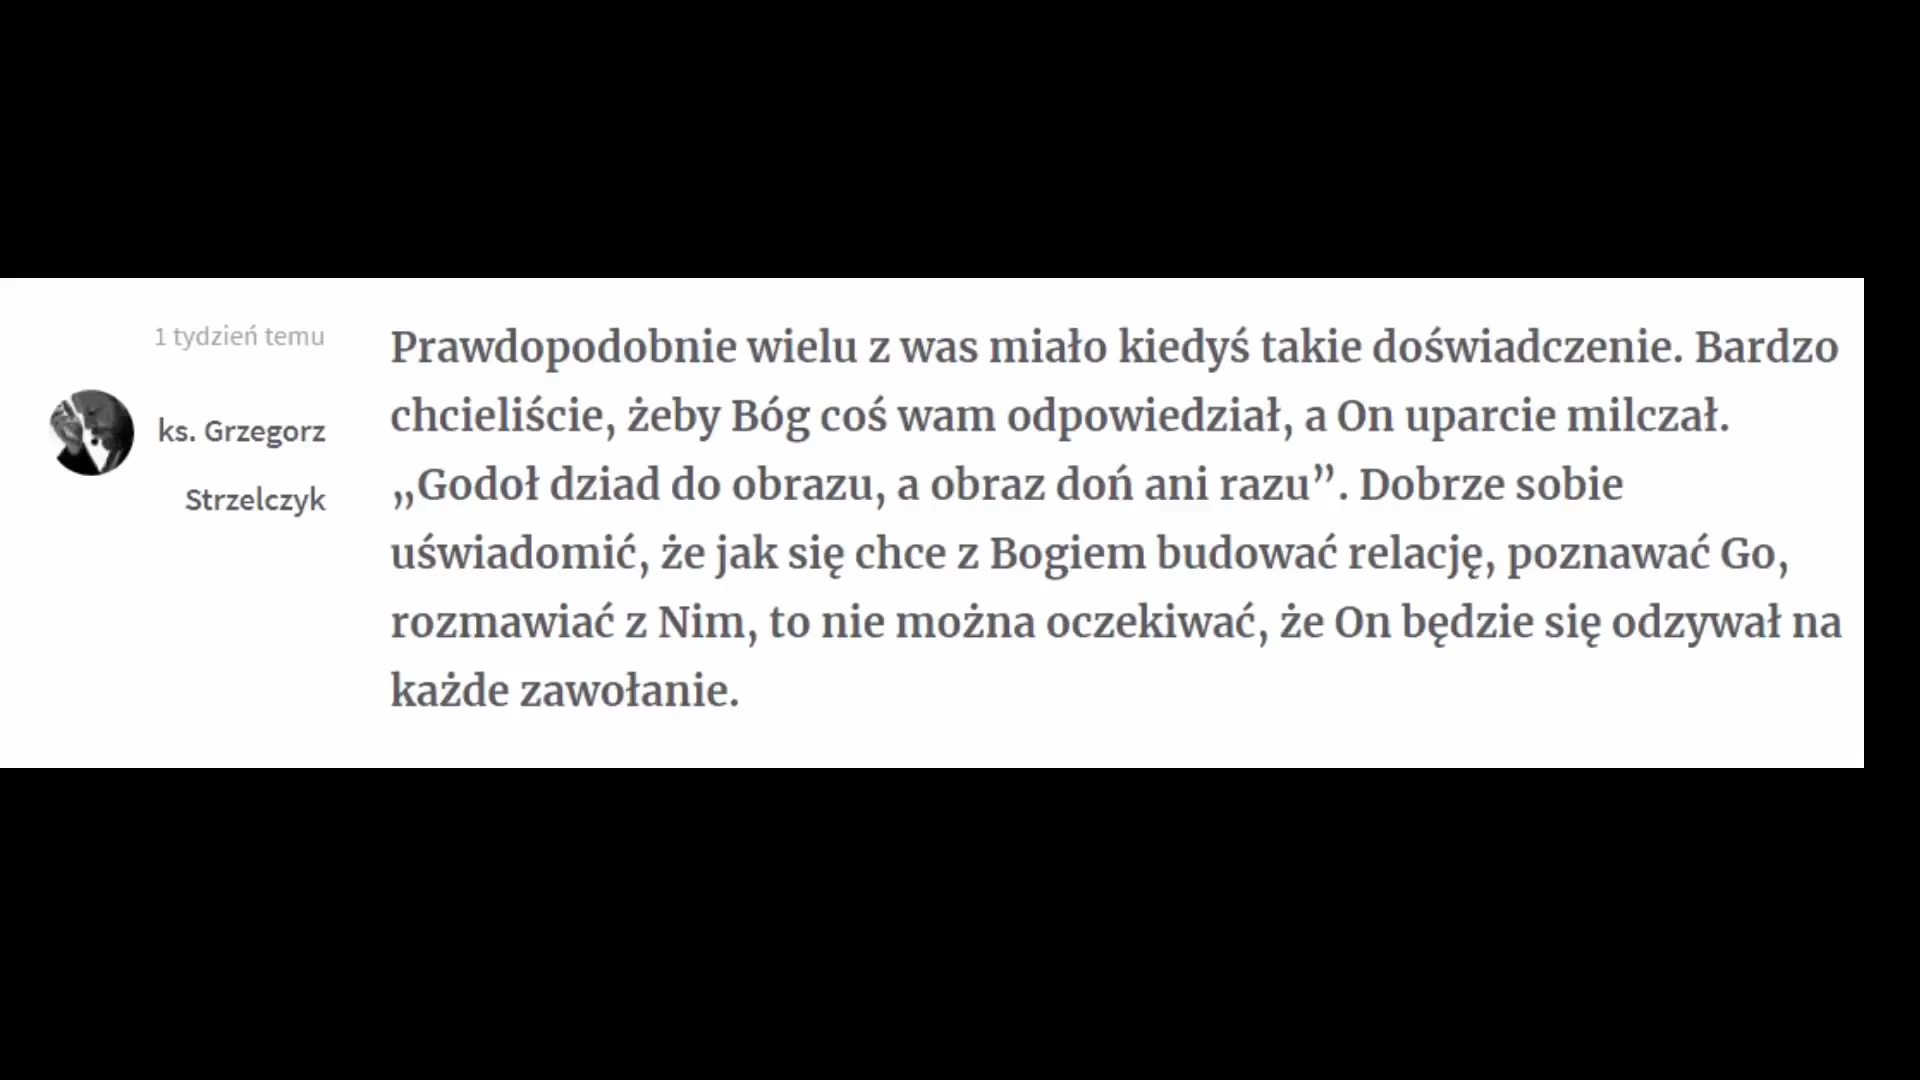 1 tydzień temu
ks. Grzegorz
Strzelczyk
Prawdopodobnie wielu z was miało kiedyś takie doświadczenie. Bardzo
chcieliście, żeby Bóg coś wam odpowiedział, a On uparcie milczał.
„Godoł dziad do obrazu, a obraz doń ani razu”. Dobrze sobie
uświadomić, że jak się chce z Bogiem budować relację, poznawać Go,
rozmawiać z Nim, to nie można oczekiwać, że On będzie się odzywał na
każde zawołanie.